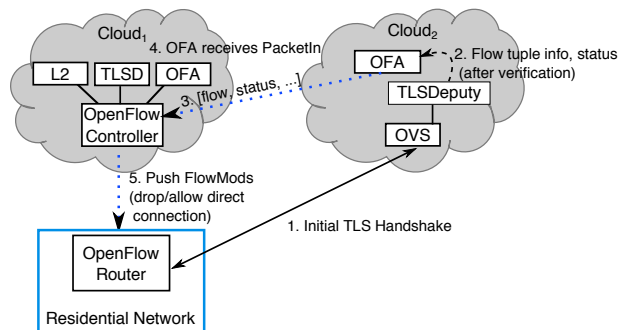 Cloud1
4. OFA receives PacketIn
L2
TLSD
OFA
OpenFlow
Controller
3. [flow, status, ...]
Cloud2
OFA
2. Flow tuple info, status
(after verification)
TLSDeputy
OVS
5. Push FlowMods
(drop/allow direct
connection)
1. Initial TLS Handshake
OpenFlow
Router
Residential Network